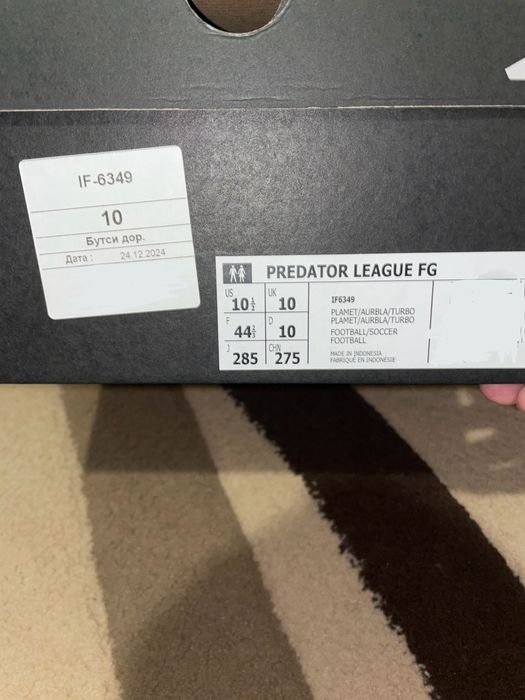 IF-6349
10
Бутси дор.
Дата : 24.12.2024
PREDATOR LEAGUE FG
US 10½ UK 10
F 44⅔ D 10
J 285 CHN 275
IF6349
PLAMET/AURBLA/TURBO
PLAMET/AURBLA/TURBO
FOOTBALL/SOCCER
FOOTBALL
MADE IN INDONESIA
FABRIQUÉ EN INDONÉSIE